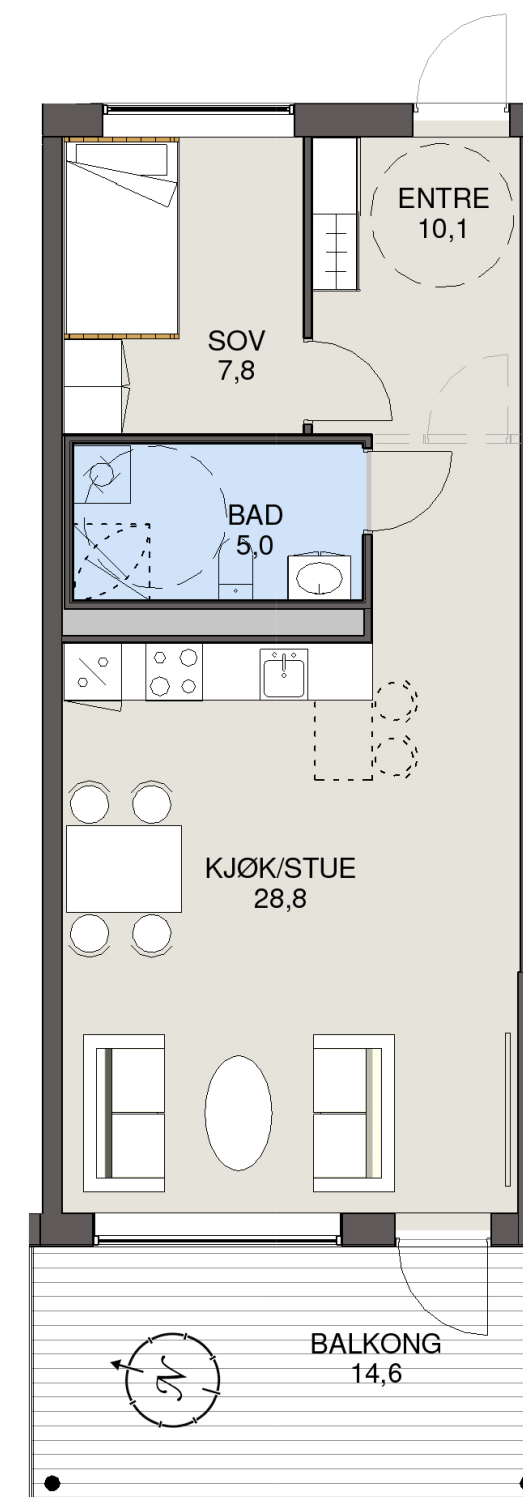 ENTRE
10,1
SOV
7,8
BAD
5,0
KJØK/STUE
28,8
BALKONG
14,6
N